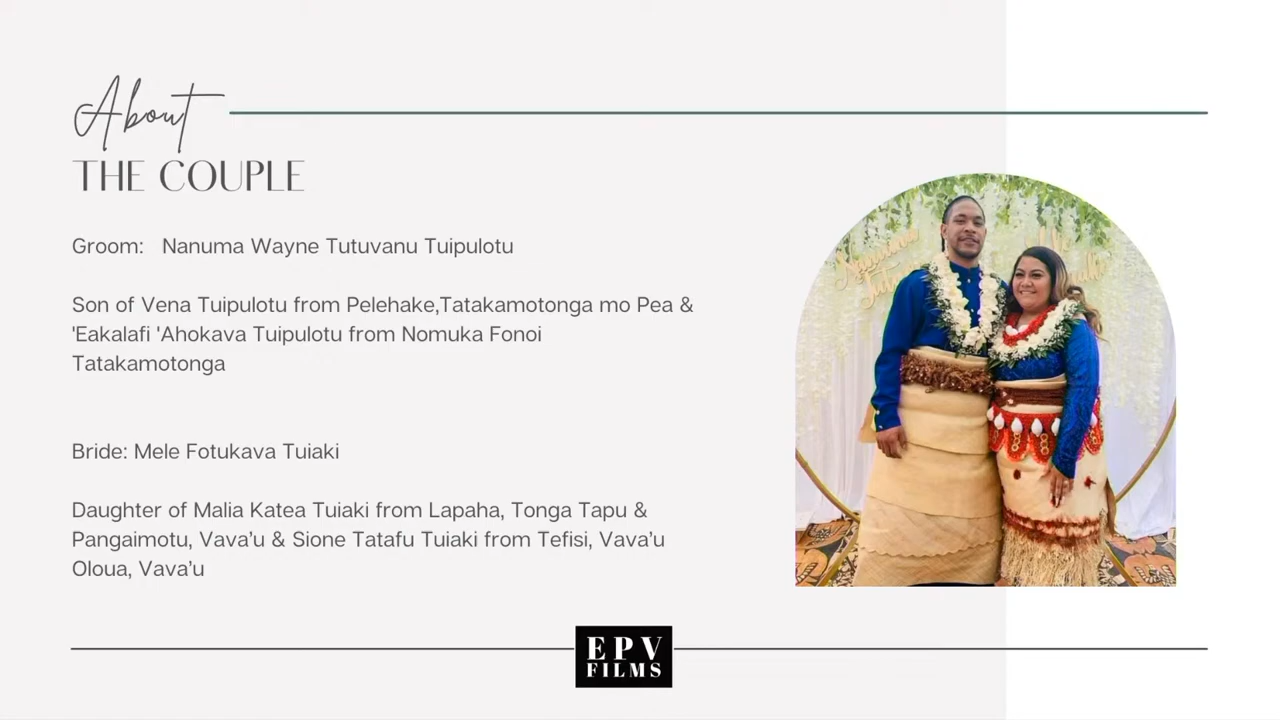 About
THE COUPLE
Groom: Nanuma Wayne Tutuvanu Tuipulotu
Son of Vena Tuipulotu from Pelehake,Tatakamotonga mo Pea &
'Eakalafi 'Ahokava Tuipulotu from Nomuka Fonoi
Tatakamotonga
Bride: Mele Fotukava Tuiaki
Daughter of Malia Katea Tuiaki from Lapaha, Tonga Tapu &
Pangaimotu, Vava’u & Sione Tatafu Tuiaki from Tefisi, Vava’u
Oloua, Vava’u
EPV
FILMS